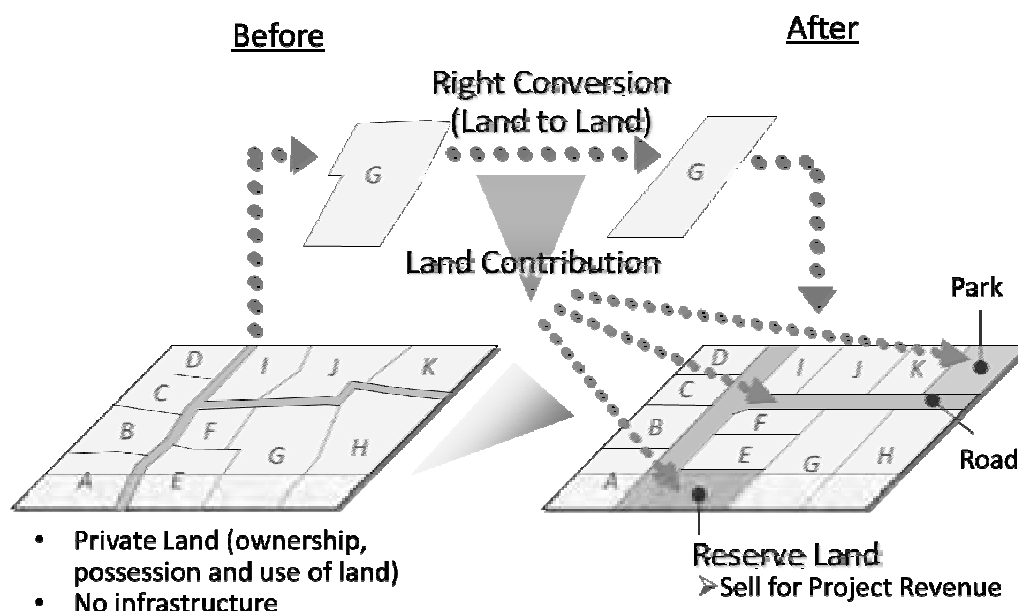 Before
After
Right Conversion
(Land to Land)
G
G
Land Contribution
Park
D
I
J
K
C
B
F
G
H
A
E
D
I
J
K
C
B
F
E
G
H
A
Road
Reserve Land
➢Sell for Project Revenue
• Private Land (ownership,
possession and use of land)
• No infrastructure